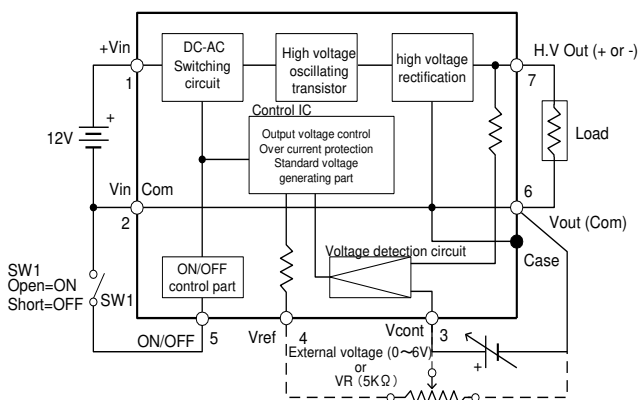 +Vin
1
DC-AC
Switching
circuit
High voltage
oscillating
transistor
high voltage
rectification
H.V Out (+ or -)
7
12V
+
Control IC
Output voltage control
Over current protection
Standard voltage
generating part
Load
Vin Com
2
6
Vout (Com)
Voltage detection circuit
Case
SW1
Open=ON
Short=OFF
SW1
ON/OFF
control part
ON/OFF
5
Vref
4
Vcont
3
External voltage (0～6V)
or
VR (5KΩ)
+